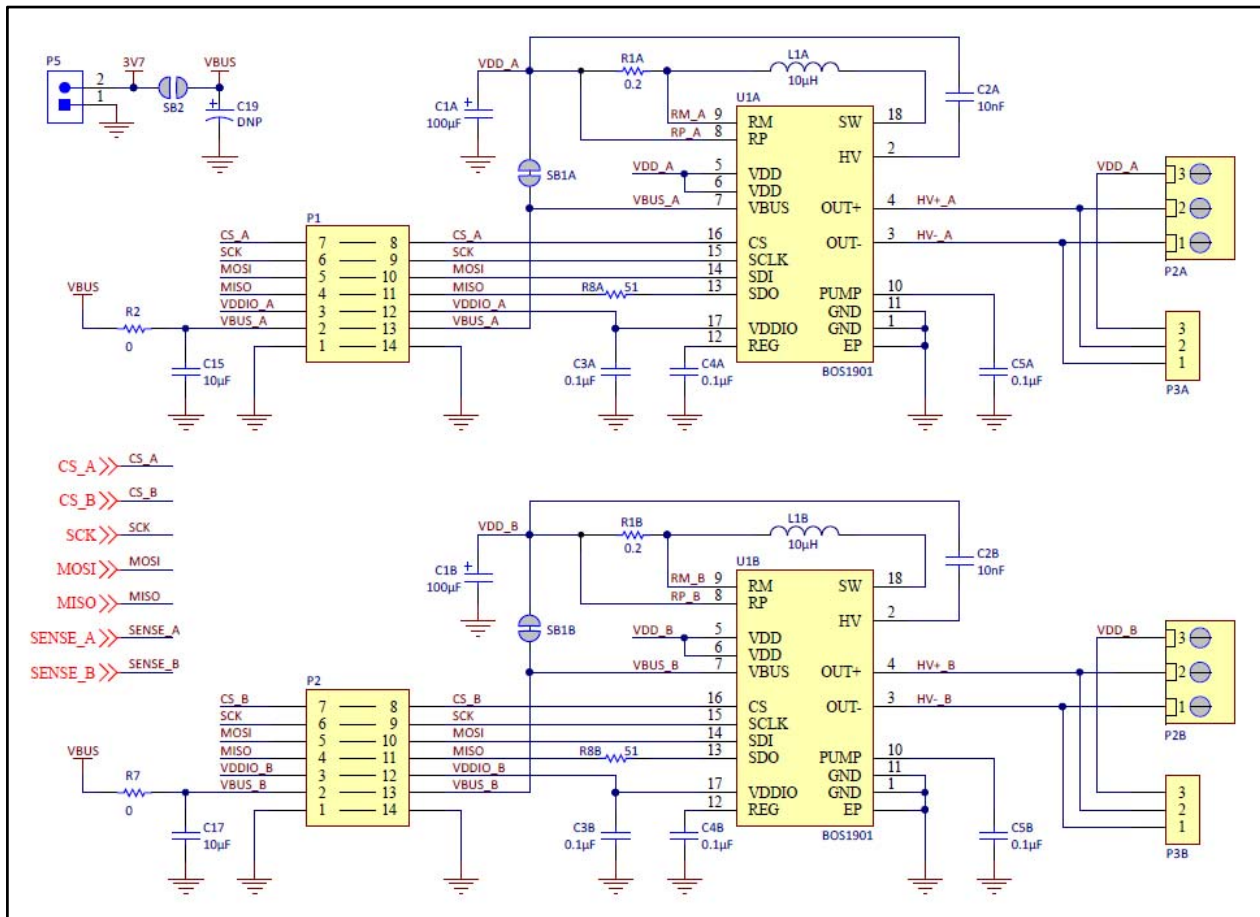 P5
2
1
3V7
VBUS
SB2
C19
DNP
VDD_A
R1A
0.2
L1A
10µH
C2A
10nF
C1A
100µF
U1A
RM_A 9 RM SW 18
RP_A 8 RP
HV 2
SB1A
VDD_A 5 VDD
6 VDD
VBUS_A 7 VBUS OUT+ 4 HV+_A
VDD_A 3
2
1
P2A
P1
CS_A 7 8 CS_A 16 CS OUT- 3 HV-_A
SCK 6 9 SCK 15 SCLK
MOSI 5 10 MOSI 14 SDI
MISO 4 11 MISO R8A 51 13 SDO PUMP 10
VDDIO_A 3 12 VDDIO_A GND 11
VBUS R2 0 VBUS_A 2 13 VBUS_A 17 VDDIO GND 1
1 14 12 REG EP
BOS1901
3
2
1
P3A
C15
10µF
C3A
0.1µF
C4A
0.1µF
C5A
0.1µF
CS_A CS_A
CS_B CS_B
SCK SCK
MOSI MOSI
MISO MISO
SENSE_A SENSE_A
SENSE_B SENSE_B
VDD_B
R1B
0.2
L1B
10µH
C2B
10nF
C1B
100µF
U1B
RM_B 9 RM SW 18
RP_B 8 RP
HV 2
SB1B
VDD_B 5 VDD
6 VDD
VBUS_B 7 VBUS OUT+ 4 HV+_B
VDD_B 3
2
1
P2B
P2
CS_B 7 8 CS_B 16 CS OUT- 3 HV-_B
SCK 6 9 SCK 15 SCLK
MOSI 5 10 MOSI 14 SDI
MISO 4 11 MISO R8B 51 13 SDO PUMP 10
VDDIO_B 3 12 VDDIO_B GND 11
VBUS R7 0 VBUS_B 2 13 VBUS_B 17 VDDIO GND 1
1 14 12 REG EP
BOS1901
3
2
1
P3B
C17
10µF
C3B
0.1µF
C4B
0.1µF
C5B
0.1µF